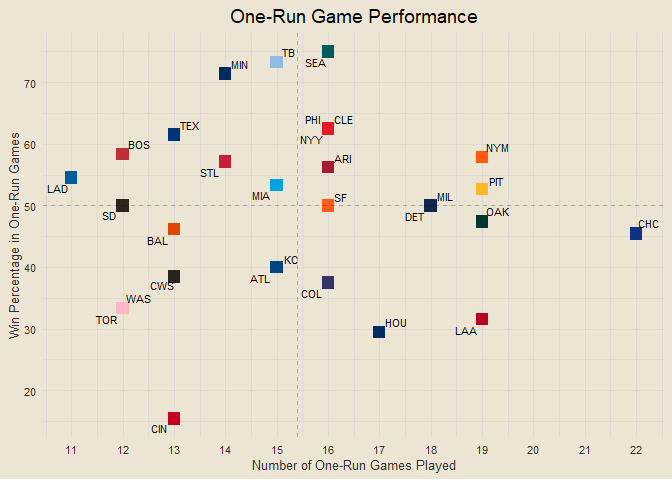 One-Run Game Performance
Win Percentage in One-Run Games
70
60
50
40
30
20
TB
SEA
MIN
TEX
PHI CLE
NYY
BOS
NYM
ARI
STL
LAD
PIT
MIA
SF
MIL
SD
DET
OAK
CHC
BAL
KC
ATL
CWS
COL
WAS
TOR
HOU
LAA
CIN
11 12 13 14 15 16 17 18 19 20 21 22
Number of One-Run Games Played